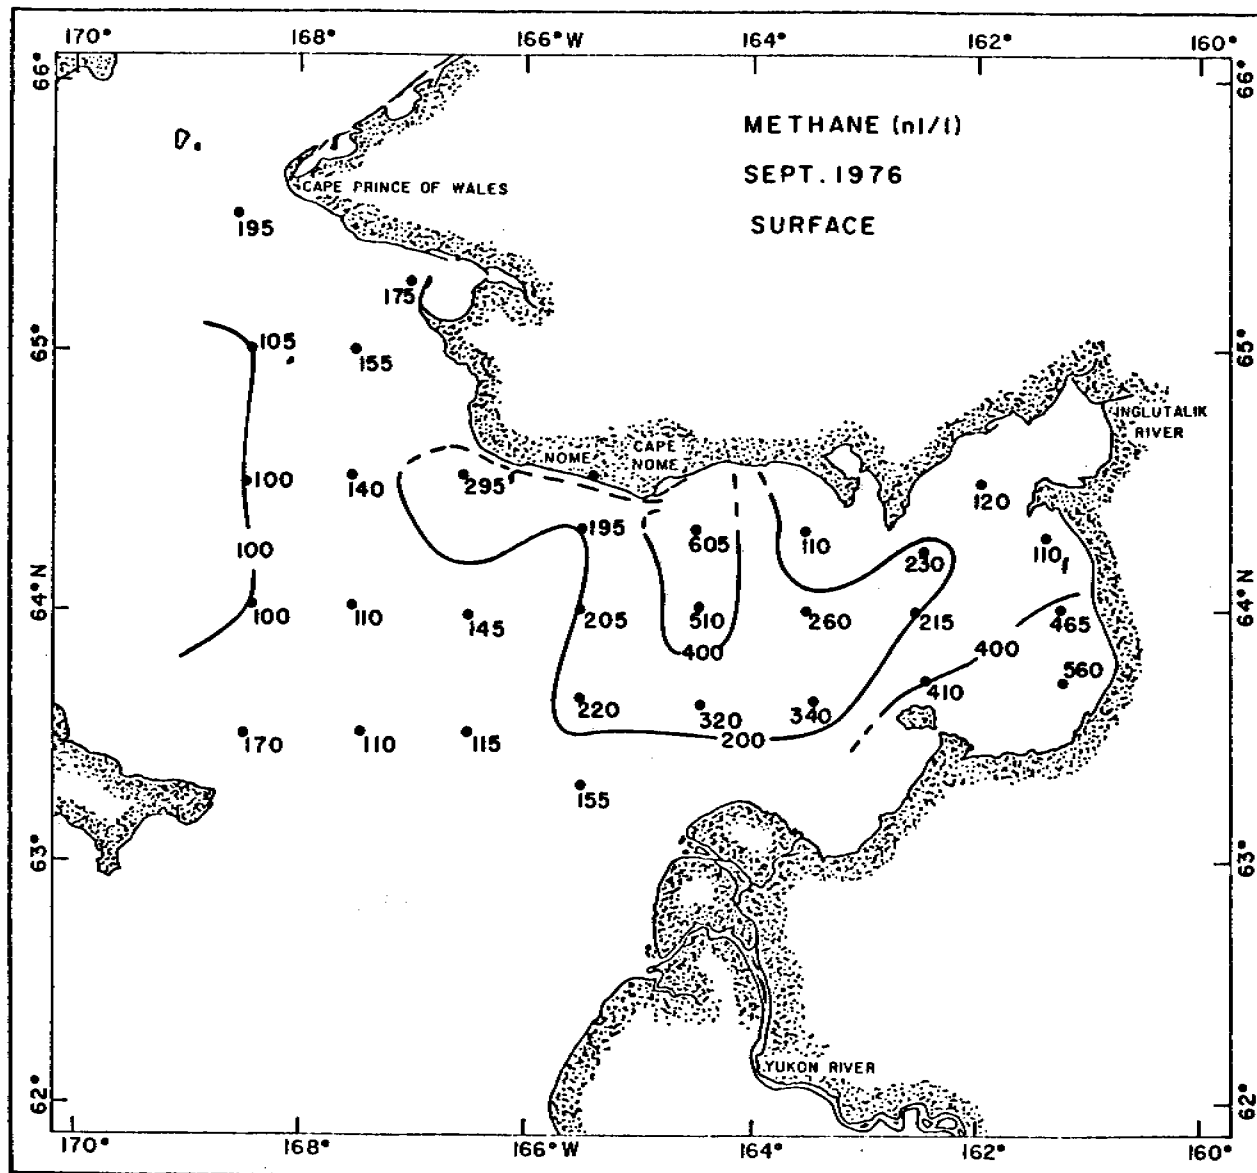 170° 168° 166°W 164° 162° 160°
66° 66°
METHANE (nl/l)
SEPT. 1976
SURFACE
CAPE PRINCE OF WALES
195
175
105
155
65° 65°
INGLUTALIK
RIVER
NOME
CAPE
NOME
100
140
295
120
195
605
110
230
110
100
64°N 64°N
100
110
145
205
510
260
215
465
400
400
560
410
220
320
340
200
170
110
115
155
63° 63°
YUKON RIVER
62° 62°
170° 168° 166°W 164° 162° 160°